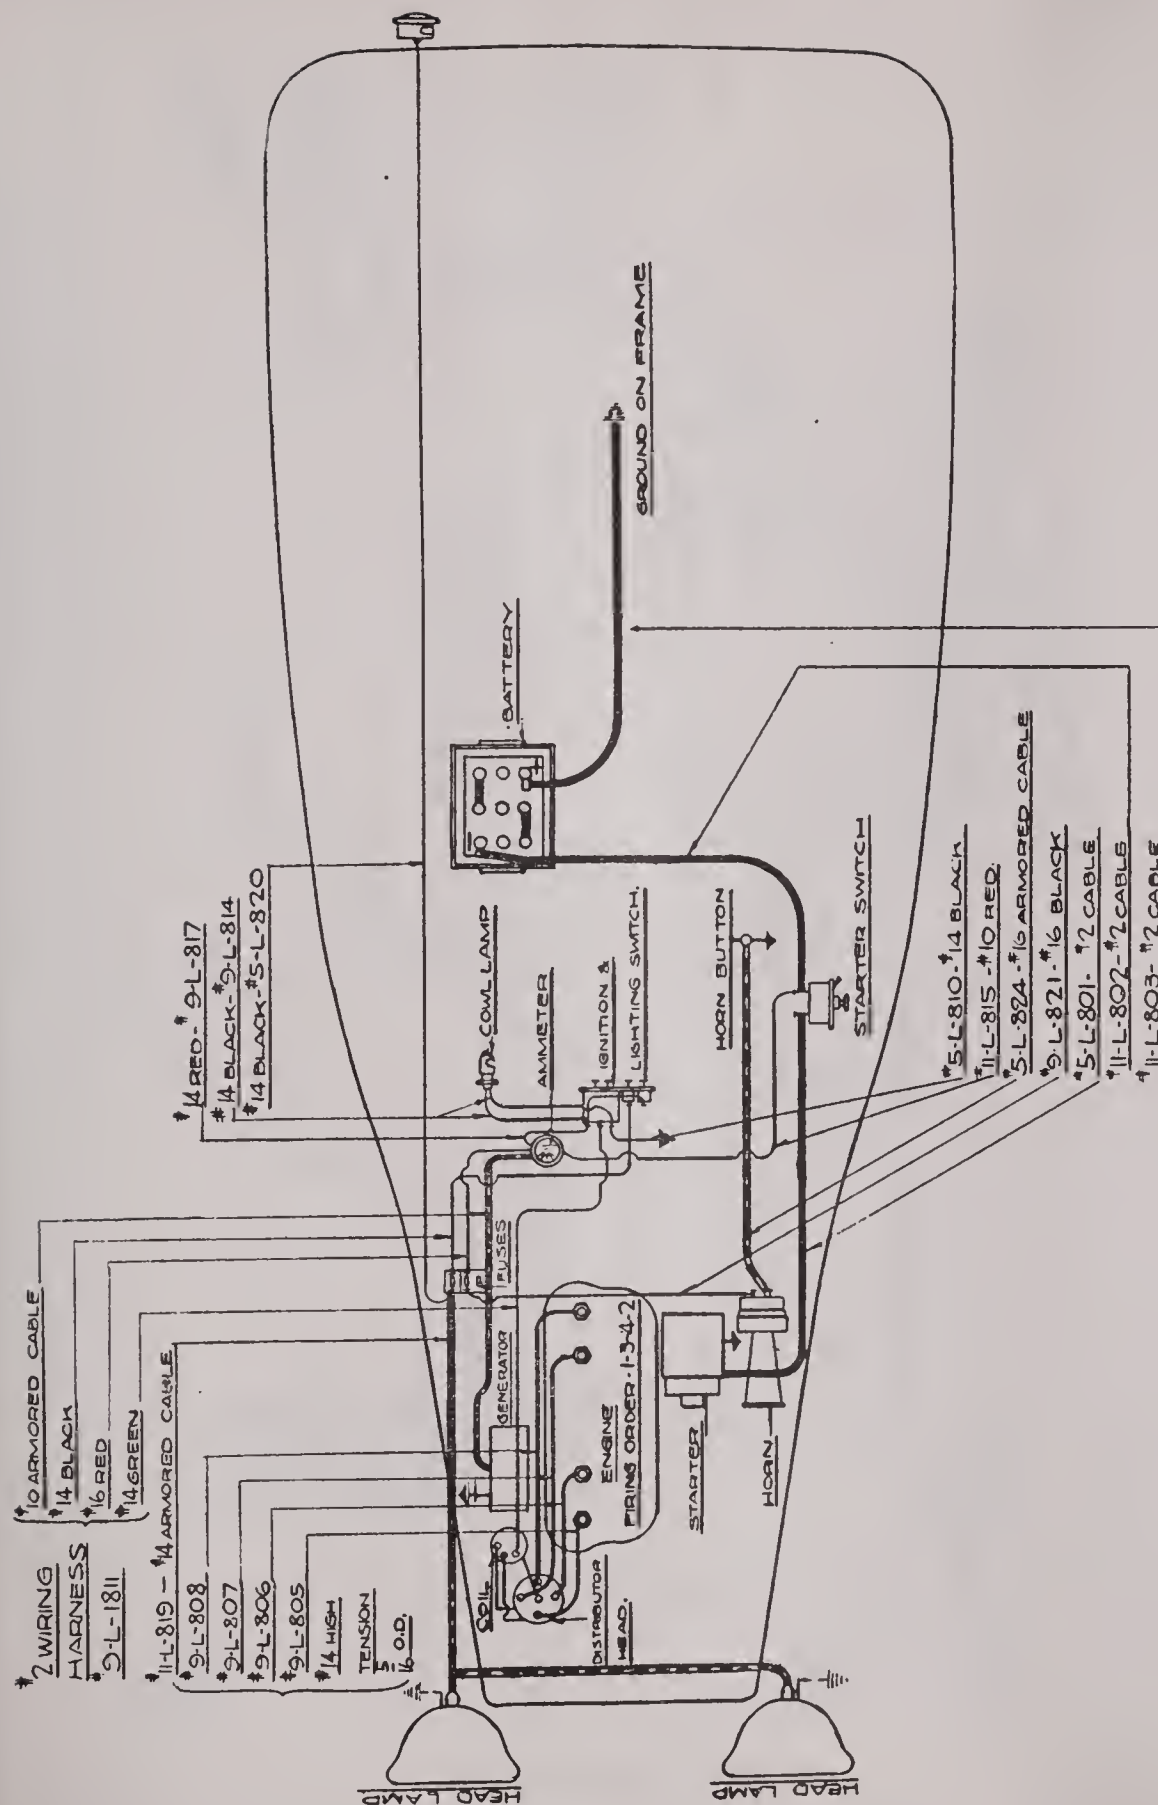 #2 WIRING
HARNESS
#9-L-1811
#10 ARMORED CABLE
#14 BLACK
#16 RED
#14 GREEN
#11-L-819 - #14 ARMORED CABLE
#9-L-808
#9-L-807
#9-L-806
#9-L-805
#14 HIGH
TENSION
5/16 O.D.
#14 RED - #9-L-817
#14 BLACK - #9-L-814
#14 BLACK - #5-L-820
HEAD LAMP
HEAD LAMP
COIL
DISTRIBUTOR
HEAD.
GENERATOR
FUSES
ENGINE
FIRING ORDER - 1-3-4-2
STARTER
HORN
COWL LAMP
AMMETER
IGNITION &
LIGHTING SWITCH.
HORN BUTTON
STARTER SWITCH
BATTERY
GROUND ON FRAME
#5-L-810 - #14 BLACK
#11-L-815 - #10 RED.
#5-L-824 - #16 ARMORED CABLE
#9-L-821 - #16 BLACK
#5-L-801 - #2 CABLE
#11-L-802 - #2 CABLE
#11-L-803 - #2 CABLE